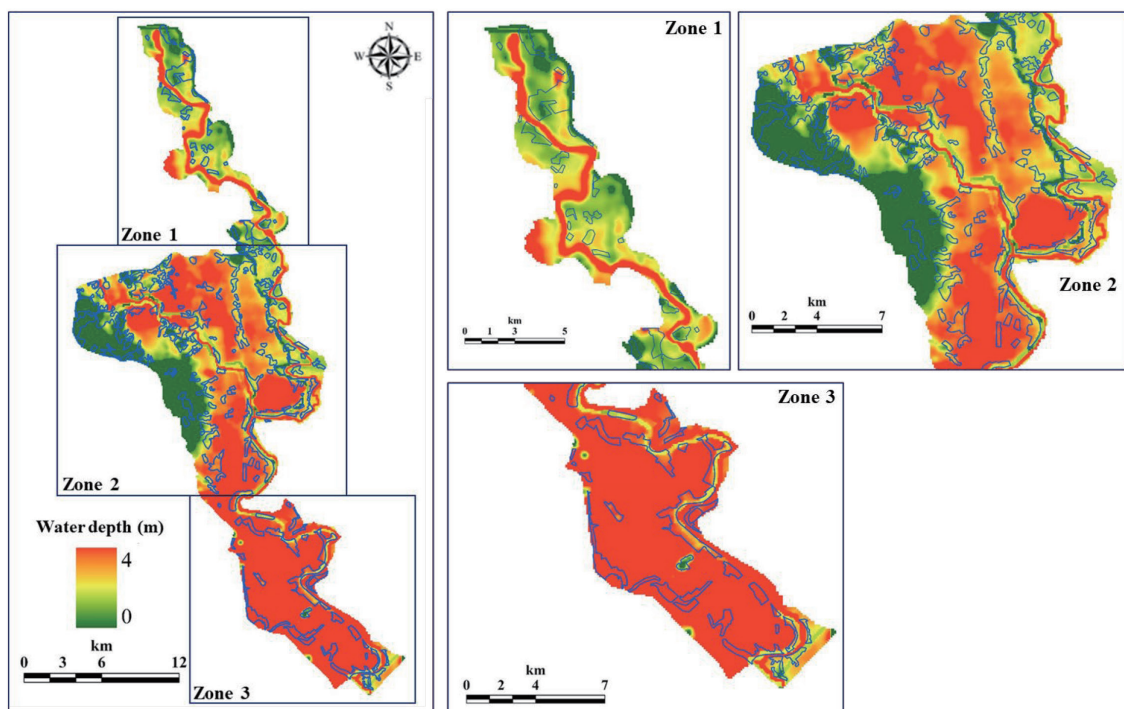 N
W E
S
Zone 1
Zone 2
Water depth (m)
4
0
km
0 3 6 12
Zone 3
Zone 1
km
0 1 3 5
Zone 2
km
0 2 4 7
Zone 3
km
0 2 4 7